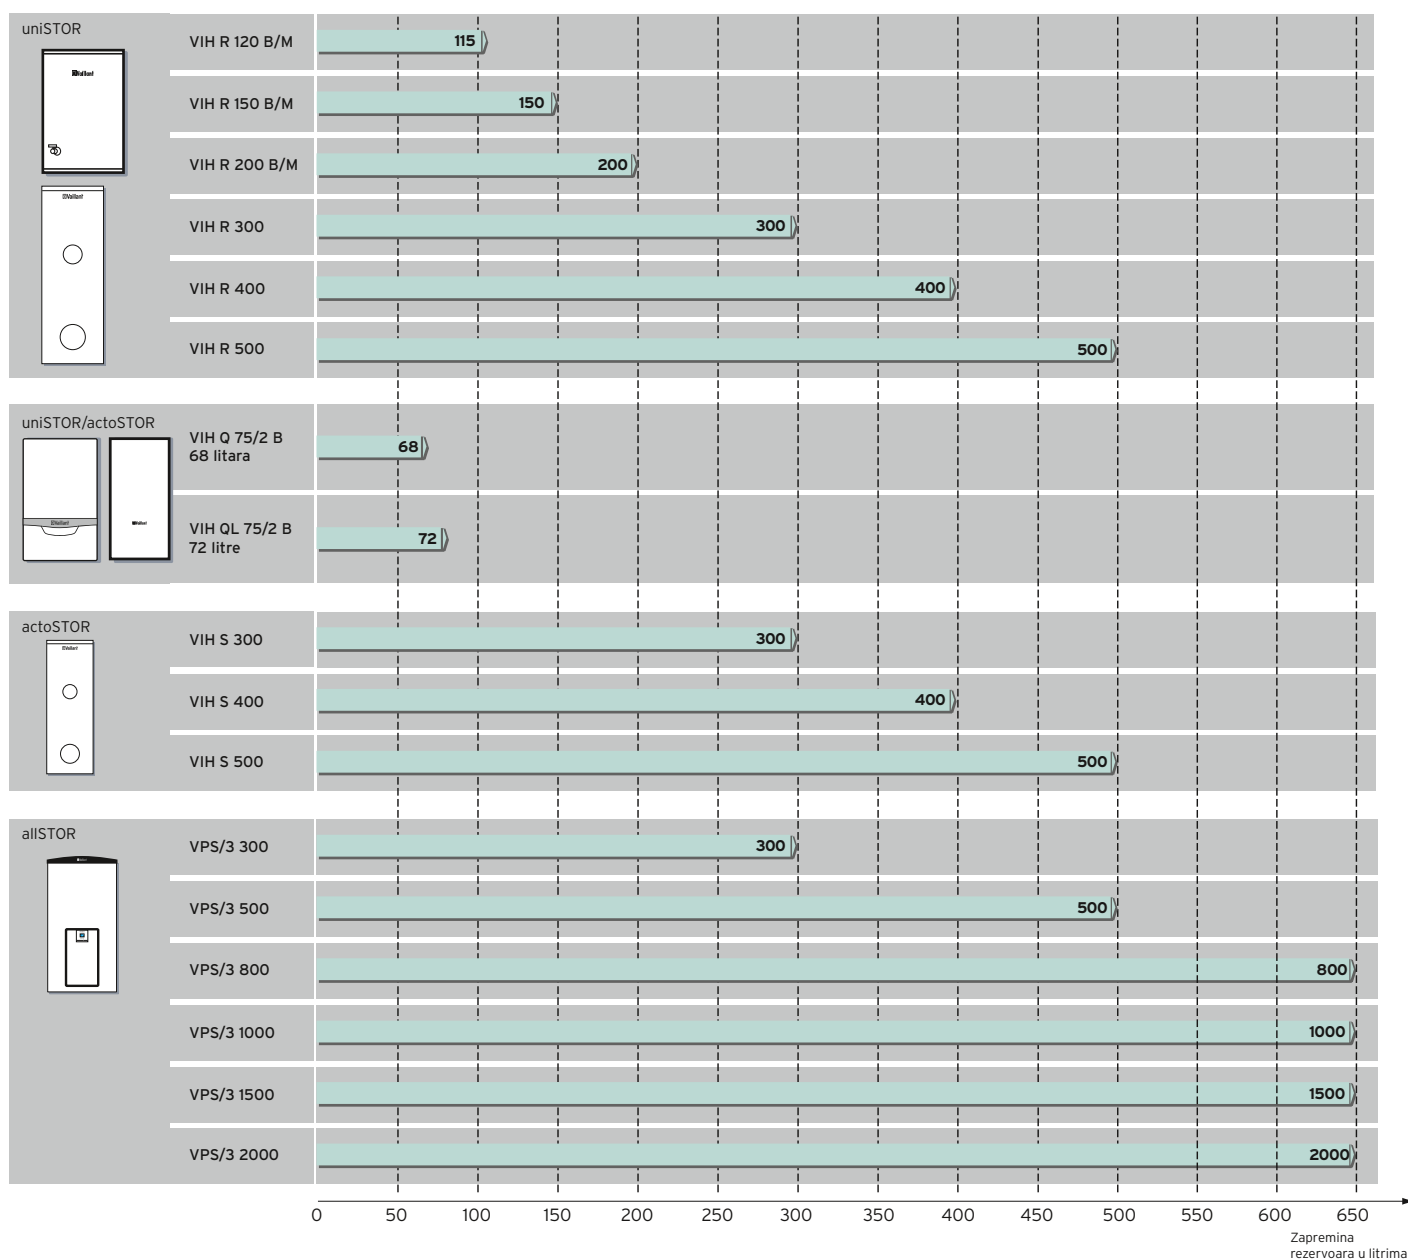 uniSTOR
Vaillant
Vaillant
VIH R 120 B/M
115
VIH R 150 B/M
150
VIH R 200 B/M
200
VIH R 300
300
VIH R 400
400
VIH R 500
500
uniSTOR/actoSTOR
Vaillant
Vaillant
VIH Q 75/2 B
68 litara
68
VIH QL 75/2 B
72 litre
72
actoSTOR
Vaillant
VIH S 300
300
VIH S 400
400
VIH S 500
500
allSTOR
VPS/3 300
300
VPS/3 500
500
VPS/3 800
800
VPS/3 1000
1000
VPS/3 1500
1500
VPS/3 2000
2000
0 50 100 150 200 250 300 350 400 450 500 550 600 650
Zapremina
rezervoara u litrima